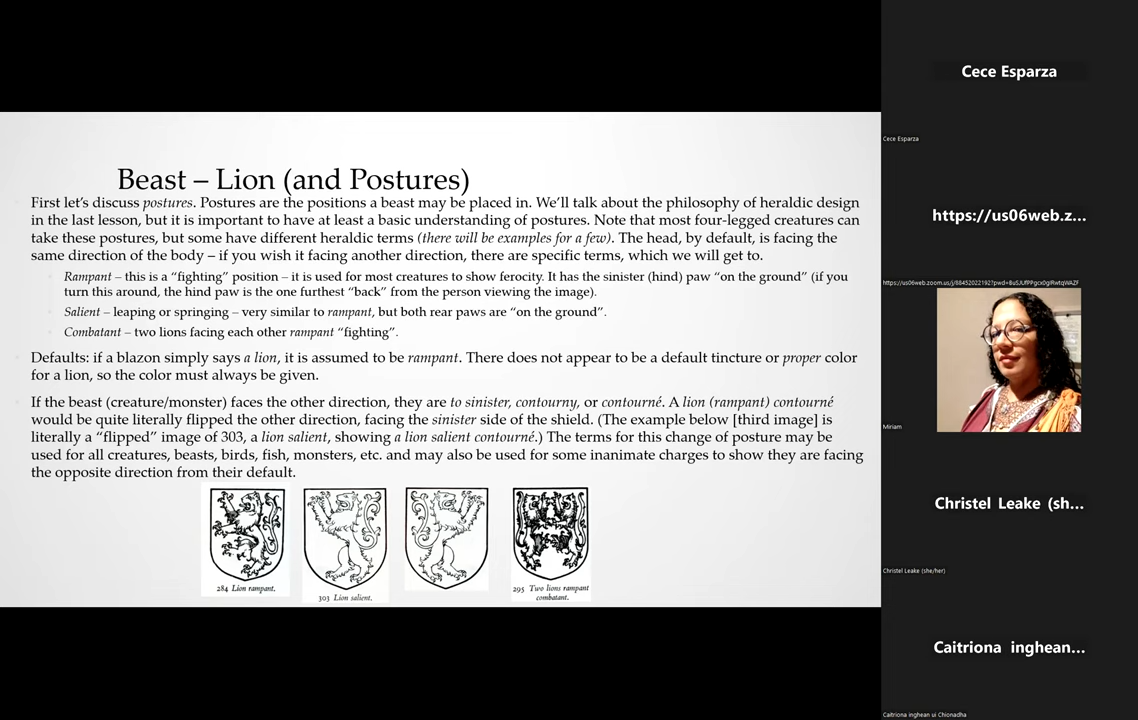 Beast – Lion (and Postures)
First let's discuss postures. Postures are the positions a beast may be placed in. We'll talk about the philosophy of heraldic design
in the last lesson, but it is important to have at least a basic understanding of postures. Note that most four-legged creatures can
take these postures, but some have different heraldic terms (there will be examples for a few). The head, by default, is facing the
same direction of the body – if you wish it facing another direction, there are specific terms, which we will get to.
Rampant – this is a "fighting" position – it is used for most creatures to show ferocity. It has the sinister (hind) paw "on the ground" (if you
turn this around, the hind paw is the one furthest "back" from the person viewing the image).
Salient – leaping or springing – very similar to rampant, but both rear paws are "on the ground".
Combatant – two lions facing each other rampant "fighting".
Defaults: if a blazon simply says a lion, it is assumed to be rampant. There does not appear to be a default tincture or proper color
for a lion, so the color must always be given.
If the beast (creature/monster) faces the other direction, they are to sinister, contourny, or contourné. A lion (rampant) contourné
would be quite literally flipped the other direction, facing the sinister side of the shield. (The example below [third image] is
literally a "flipped" image of 303, a lion salient, showing a lion salient contourné.) The terms for this change of posture may be
used for all creatures, beasts, birds, fish, monsters, etc. and may also be used for some inanimate charges to show they are facing
the opposite direction from their default.
284 Lion rampant.
303 Lion salient.
295 Two lions rampant
combatant.
Cece Esparza
Cece Esparza
https://us06web.z...
Miriam
Christel Leake (sh...
Christel Leake (she/her)
Caitriona inghean...
Caitriona inghean ui Chionadha